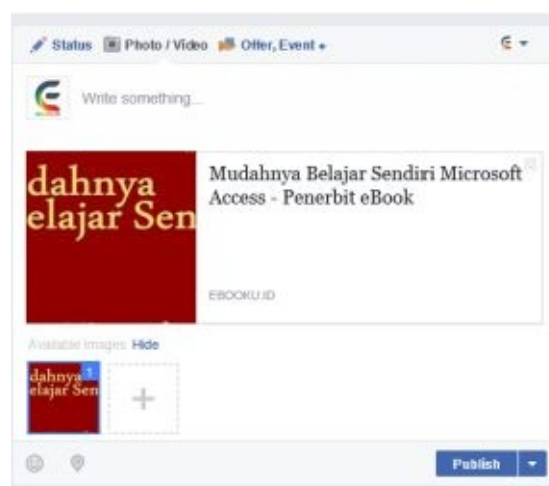 Status Photo / Video Offer, Event +
Write something...
dahnya
elajar Sen
Mudahnya Belajar Sendiri Microsoft
Access - Penerbit eBook
EBOOKU.ID
Available images Hide
dahnya
elajar Sen
1
Publish